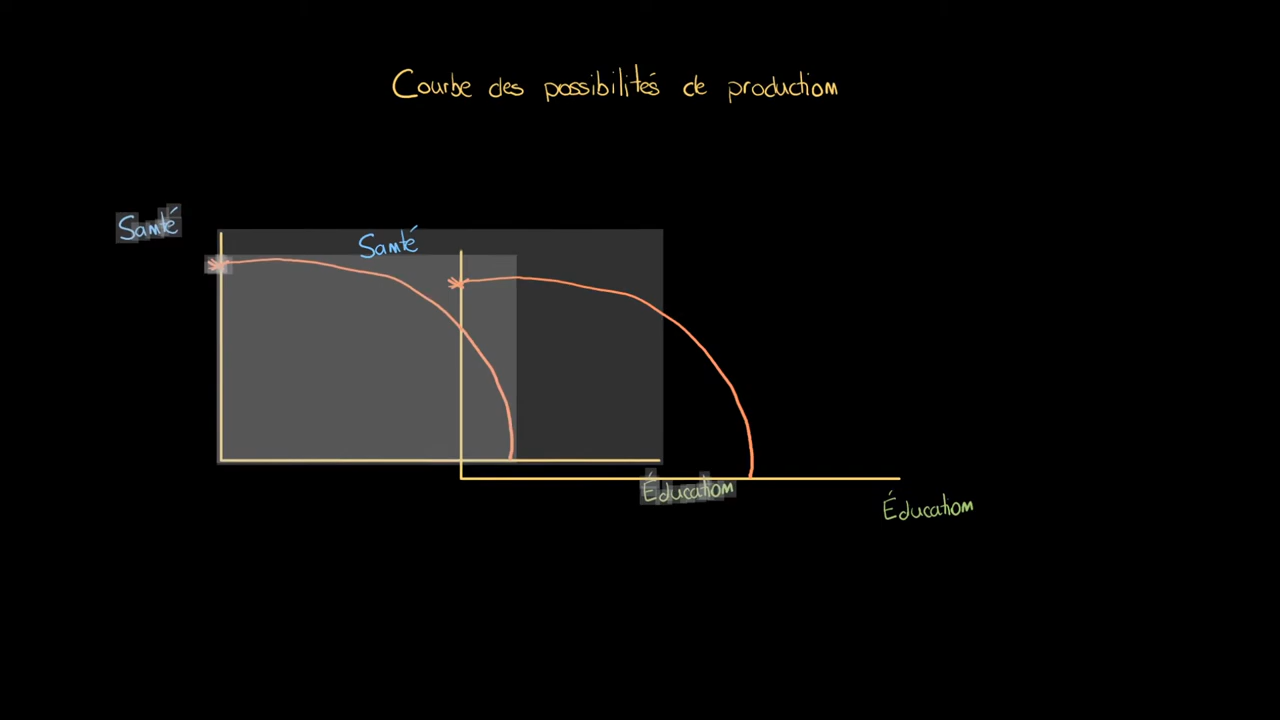 Courbe des possibilités de production
Santé
Santé
Éducation
Éducation